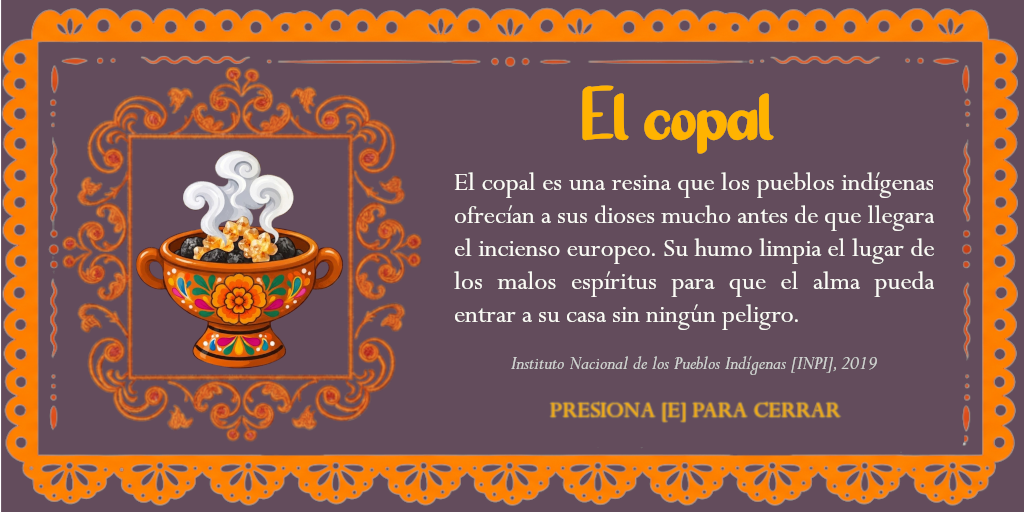 El copal
El copal es una resina que los pueblos indígenas
ofrecían a sus dioses mucho antes de que llegara
el incienso europeo. Su humo limpia el lugar de
los malos espíritus para que el alma pueda
entrar a su casa sin ningún peligro.
Instituto Nacional de los Pueblos Indígenas [INPI], 2019
PRESIONA [E] PARA CERRAR